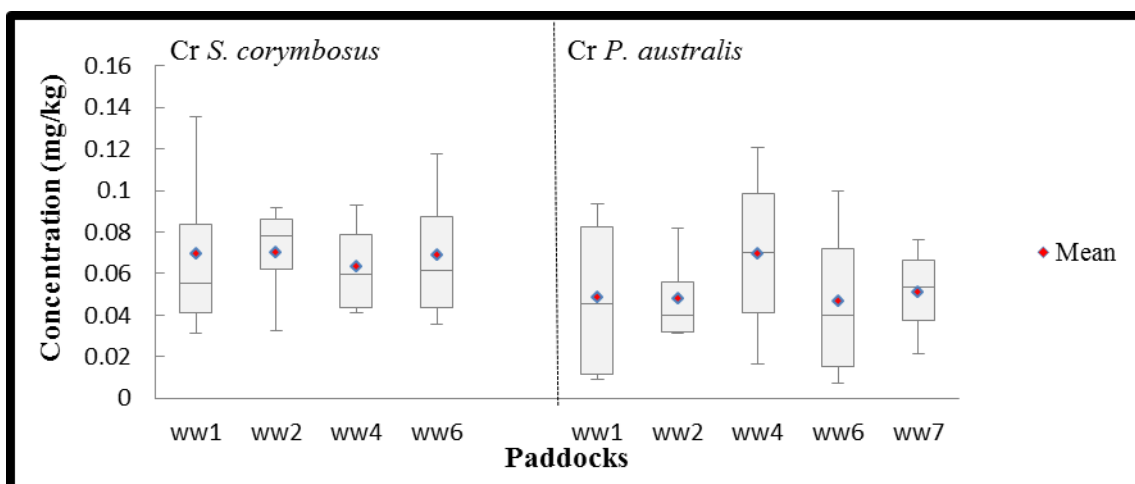 Cr S. corymbosus
Cr P. australis
Concentration (mg/kg)
0.16
0.14
0.12
0.1
0.08
0.06
0.04
0.02
0
Mean
ww1 ww2 ww4 ww6 ww1 ww2 ww4 ww6 ww7
Paddocks